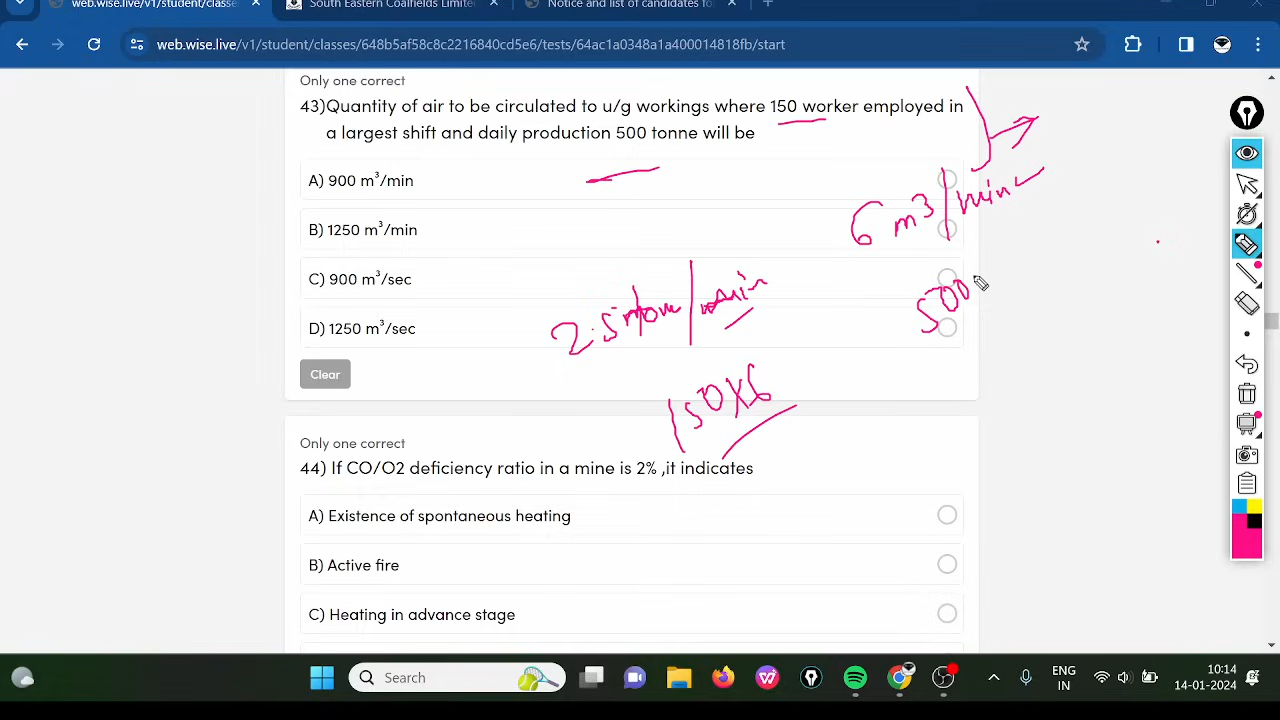 web.wise.live/v1/student/classe
South Eastern Coalfields Limite
Notice and list of candidates fo
web.wise.live/v1/student/classes/648b5af58c8c2216840cd5e6/tests/64ac1a0348a1a400014818fb/start
Only one correct
43)Quantity of air to be circulated to u/g workings where 150 worker employed in
a largest shift and daily production 500 tonne will be
A) 900 m³/min
6 m3/min
B) 1250 m³/min
C) 900 m³/sec
500
2.5 /min
D) 1250 m³/sec
Clear
150x6
Only one correct
44) If CO/O2 deficiency ratio in a mine is 2% ,it indicates
A) Existence of spontaneous heating
B) Active fire
C) Heating in advance stage
Search
ENG
IN
10:14
14-01-2024